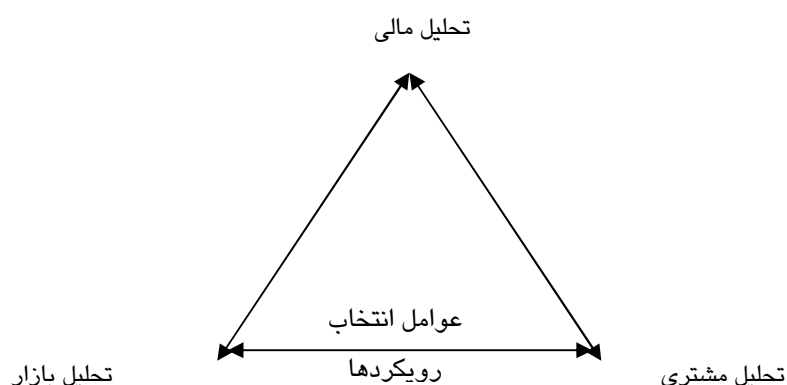 تحلیل مالی
عوامل انتخاب
رویکردها
تحلیل مشتری
تحلیل بازار